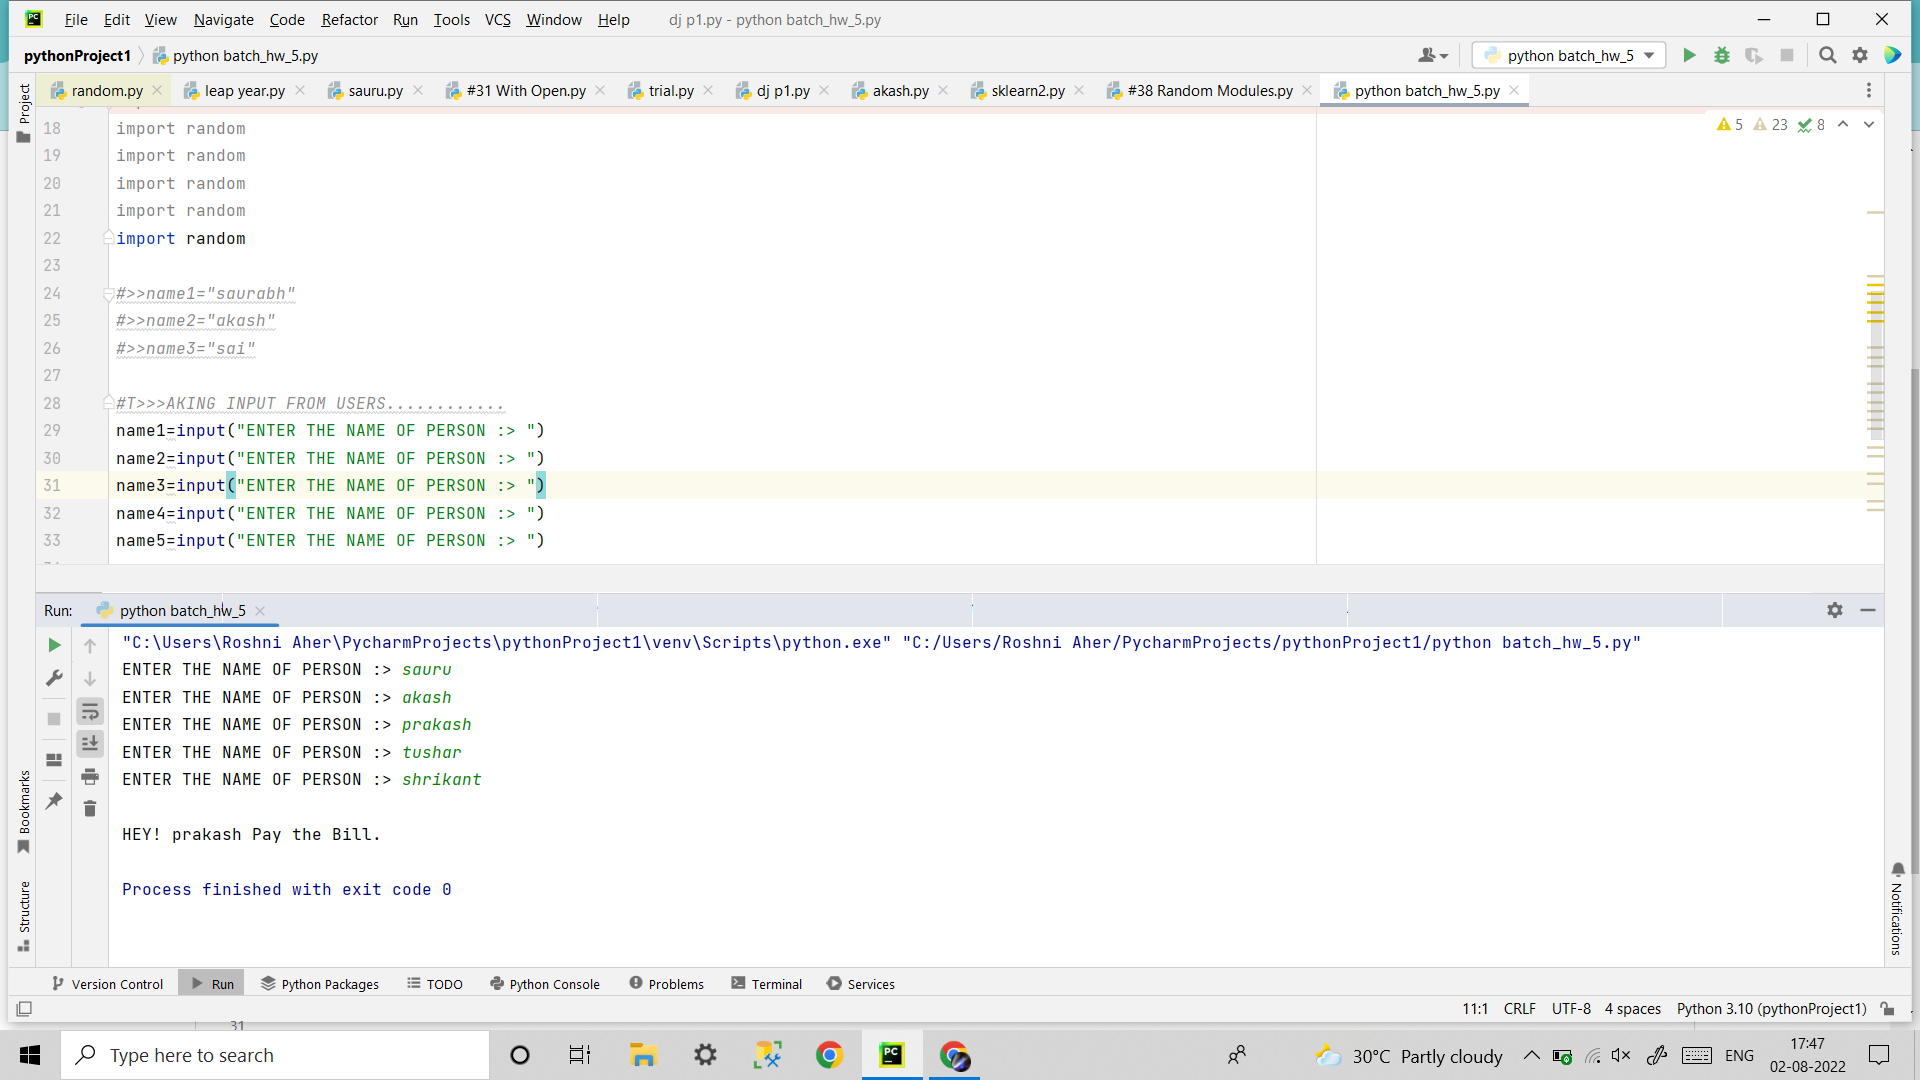 File Edit View Navigate Code Refactor Run Tools VCS Window Help dj p1.py - python batch_hw_5.py
pythonProject1 python batch_hw_5.py python batch_hw_5
random.py leap year.py sauru.py #31 With Open.py trial.py dj p1.py akash.py sklearn2.py #38 Random Modules.py python batch_hw_5.py
Project
5 23 8
18 import random
19 import random
20 import random
21 import random
22 import random
23
24 #>>name1="saurabh"
25 #>>name2="akash"
26 #>>name3="sai"
27
28 #T>>>AKING INPUT FROM USERS............
29 name1=input("ENTER THE NAME OF PERSON :> ")
30 name2=input("ENTER THE NAME OF PERSON :> ")
31 name3=input("ENTER THE NAME OF PERSON :> ")
32 name4=input("ENTER THE NAME OF PERSON :> ")
33 name5=input("ENTER THE NAME OF PERSON :> ")
Run: python batch_hw_5
"C:\Users\Roshni Aher\PycharmProjects\pythonProject1\venv\Scripts\python.exe" "C:/Users/Roshni Aher/PycharmProjects/pythonProject1/python batch_hw_5.py"
ENTER THE NAME OF PERSON :> sauru
ENTER THE NAME OF PERSON :> akash
ENTER THE NAME OF PERSON :> prakash
ENTER THE NAME OF PERSON :> tushar
ENTER THE NAME OF PERSON :> shrikant
HEY! prakash Pay the Bill.
Process finished with exit code 0
Bookmarks
Structure
Notifications
Version Control Run Python Packages TODO Python Console Problems Terminal Services
11:1 CRLF UTF-8 4 spaces Python 3.10 (pythonProject1)
31
Type here to search PC 30°C Partly cloudy ENG 17:47
02-08-2022